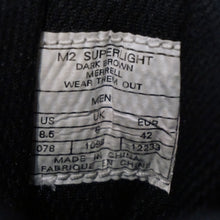 M2 SUPERLIGHT
DARK BROWN
MERRELL
WEAR THEM OUT
MEN
US UK EUR
8.5 8 42
078 12233
MADE IN CHINA
FABRIQUE EN CHINE